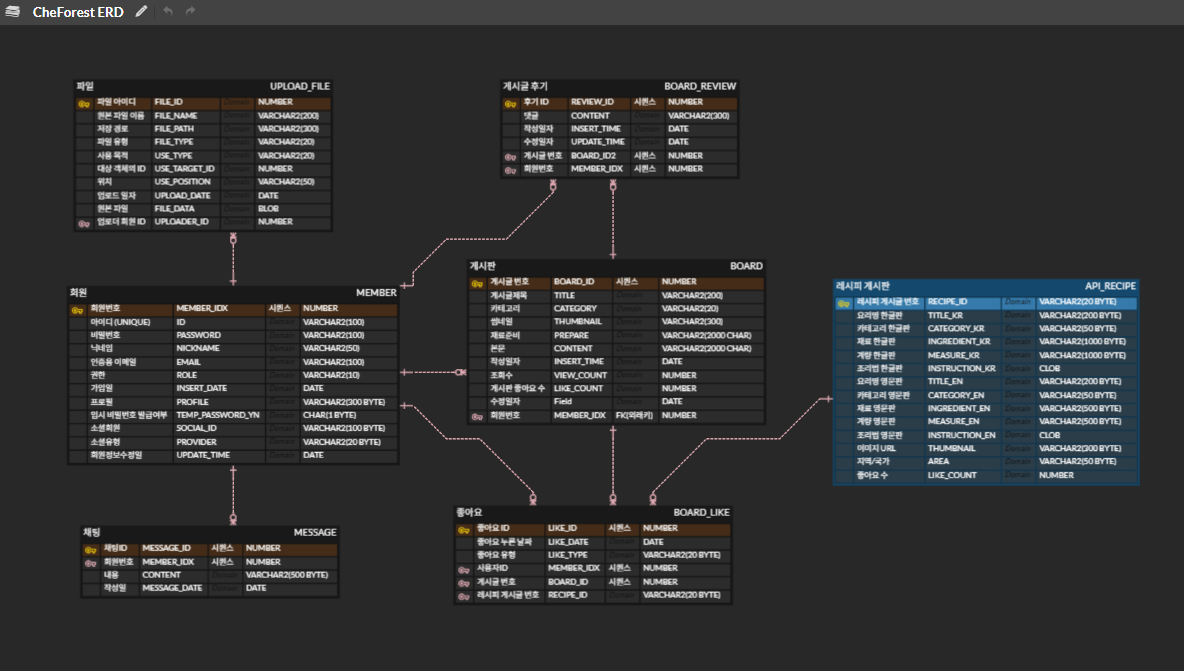 CheForest ERD
파일 UPLOAD_FILE
파일 아이디 FILE_ID Domain NUMBER
원본 파일 이름 FILE_NAME Domain VARCHAR2(200)
저장 경로 FILE_PATH Domain VARCHAR2(300)
파일 유형 FILE_TYPE Domain VARCHAR2(20)
사용 목적 USE_TYPE Domain VARCHAR2(20)
대상 객체의 ID USE_TARGET_ID Domain NUMBER
위치 USE_POSITION Domain VARCHAR2(50)
업로드 일자 UPLOAD_DATE Domain DATE
원본 파일 FILE_DATA Domain BLOB
업로더 회원 ID UPLOADER_ID Domain NUMBER
게시글 후기 BOARD_REVIEW
후기 ID REVIEW_ID 시퀀스 NUMBER
댓글 CONTENT Domain VARCHAR2(300)
작성일자 INSERT_TIME Domain DATE
수정일자 UPDATE_TIME Domain DATE
게시글 번호 BOARD_ID2 시퀀스 NUMBER
회원번호 MEMBER_IDX 시퀀스 NUMBER
회원 MEMBER
회원번호 MEMBER_IDX 시퀀스 NUMBER
아이디 (UNIQUE) ID Domain VARCHAR2(100)
비밀번호 PASSWORD Domain VARCHAR2(100)
닉네임 NICKNAME Domain VARCHAR2(50)
인증용 이메일 EMAIL Domain VARCHAR2(100)
권한 ROLE Domain VARCHAR2(10)
가입일 INSERT_DATE Domain DATE
프로필 PROFILE Domain VARCHAR2(300 BYTE)
임시 비밀번호 발급여부 TEMP_PASSWORD_YN Domain CHAR(1 BYTE)
소셜회원 SOCIAL_ID Domain VARCHAR2(100 BYTE)
소셜유형 PROVIDER Domain VARCHAR2(20 BYTE)
회원정보수정일 UPDATE_TIME Domain DATE
게시판 BOARD
게시글 번호 BOARD_ID 시퀀스 NUMBER
게시글제목 TITLE Domain VARCHAR2(200)
카테고리 CATEGORY Domain VARCHAR2(20)
썸네일 THUMBNAIL Domain VARCHAR2(300)
재료준비 PREPARE Domain VARCHAR2(2000 CHAR)
본문 CONTENT Domain VARCHAR2(2000 CHAR)
작성일자 INSERT_TIME Domain DATE
조회수 VIEW_COUNT Domain NUMBER
게시판 좋아요 수 LIKE_COUNT Domain NUMBER
수정일자 Field Domain DATE
회원번호 MEMBER_IDX FK(외래키) NUMBER
레시피 게시판 API_RECIPE
레시피 게시글 번호 RECIPE_ID Domain VARCHAR2(20 BYTE)
요리명 한글판 TITLE_KR Domain VARCHAR2(200 BYTE)
카테고리 한글판 CATEGORY_KR Domain VARCHAR2(50 BYTE)
재료 한글판 INGREDIENT_KR Domain VARCHAR2(1000 BYTE)
계량 한글판 MEASURE_KR Domain VARCHAR2(1000 BYTE)
조리법 한글판 INSTRUCTION_KR Domain CLOB
요리명 영문판 TITLE_EN Domain VARCHAR2(200 BYTE)
카테고리 영문판 CATEGORY_EN Domain VARCHAR2(50 BYTE)
재료 영문판 INGREDIENT_EN Domain VARCHAR2(500 BYTE)
계량 영문판 MEASURE_EN Domain VARCHAR2(500 BYTE)
조리법 영문판 INSTRUCTION_EN Domain CLOB
이미지 URL THUMBNAIL Domain VARCHAR2(300 BYTE)
지역/국가 AREA Domain VARCHAR2(50 BYTE)
좋아요 수 LIKE_COUNT Domain NUMBER
채팅 MESSAGE
채팅ID MESSAGE_ID 시퀀스 NUMBER
회원번호 MEMBER_IDX 시퀀스 NUMBER
내용 CONTENT Domain VARCHAR2(500 BYTE)
작성일 MESSAGE_DATE Domain DATE
좋아요 BOARD_LIKE
좋아요 ID LIKE_ID 시퀀스 NUMBER
좋아요 누른 날짜 LIKE_DATE Domain DATE
좋아요 유형 LIKE_TYPE Domain VARCHAR2(20 BYTE)
사용자ID MEMBER_IDX 시퀀스 NUMBER
게시글 번호 BOARD_ID 시퀀스 NUMBER
레시피 게시글 번호 RECIPE_ID Domain VARCHAR2(20 BYTE)